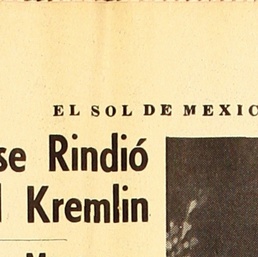 EL SOL DE MEXIC
se Rindió
l Kremlin